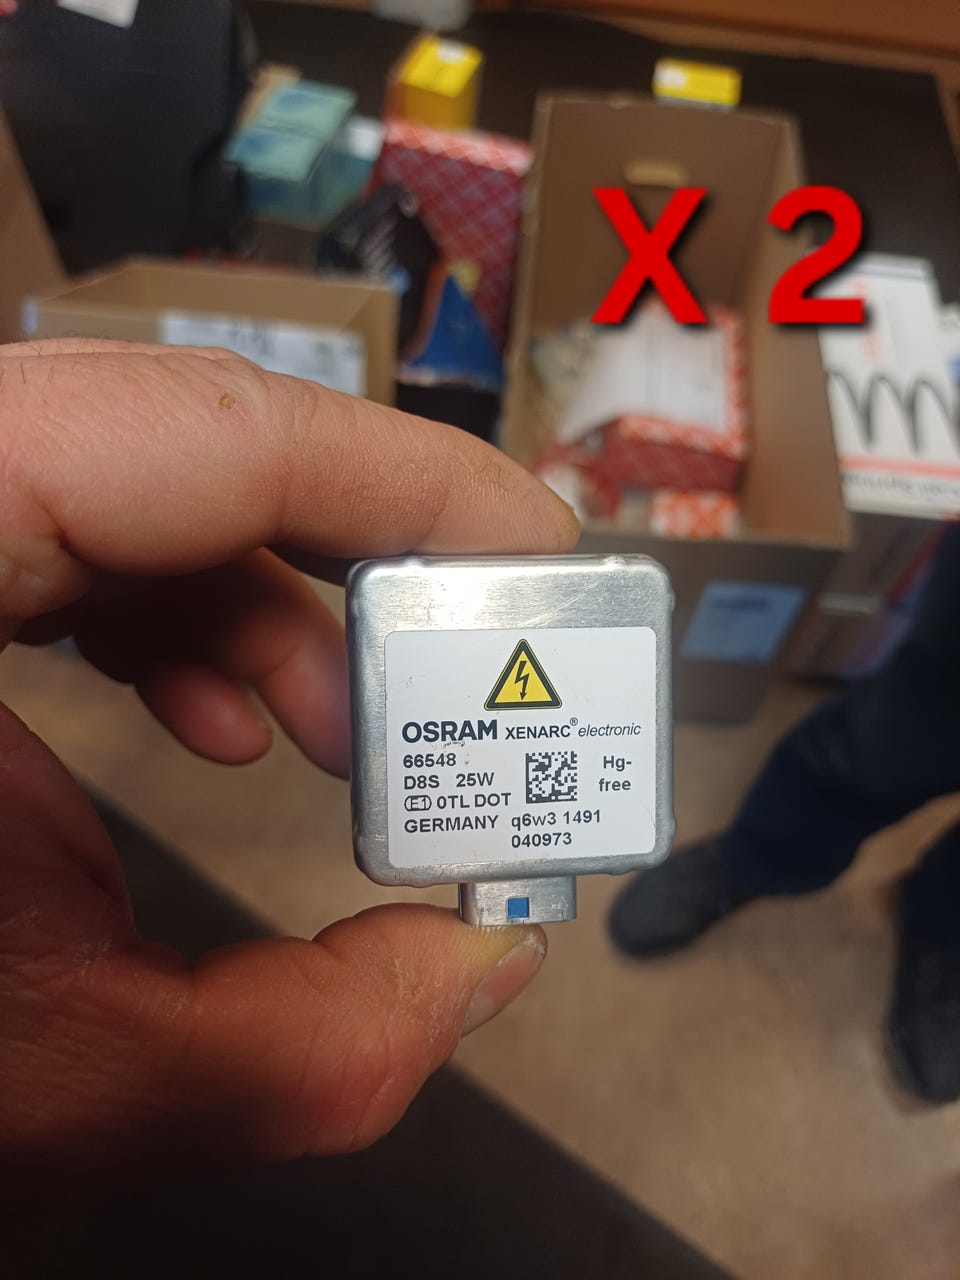 X 2
OSRAM XENARC® electronic
66548
D8S 25W
Hg-
free
E1 0TL DOT
GERMANY q6w3 1491
040973